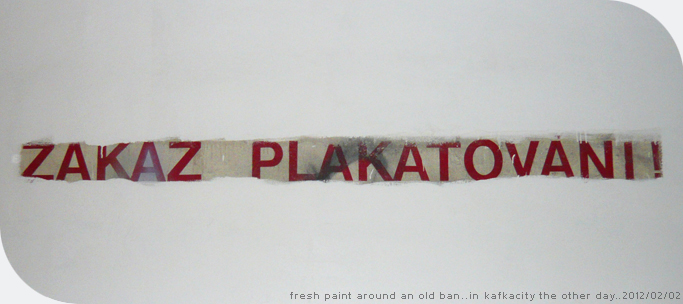 ZAKAZ PLAKATOVANI!
fresh paint around an old ban..in kafkacity the other day..2012/02/02